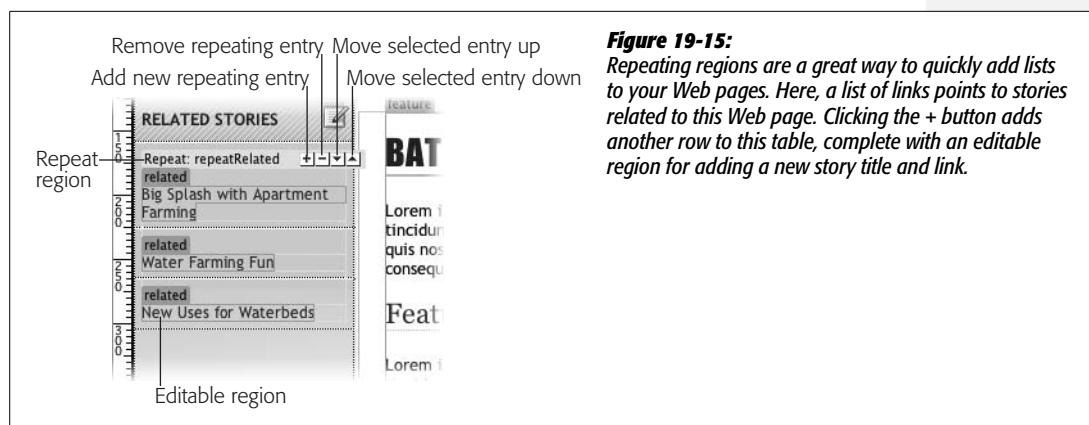 Remove repeating entry Move selected entry up
Add new repeating entry Move selected entry down
feature
RELATED STORIES
BAT
Repeat region
Repeat: repeatRelated
related
Big Splash with Apartment
Farming
related
Water Farming Fun
related
New Uses for Waterbeds
Lorem
quis nos
consequ
Feat
Lorem
Editable region
150
200
250
300
Figure 19-15:
Repeating regions are a great way to quickly add lists
to your Web pages. Here, a list of links points to stories
related to this Web page. Clicking the + button adds
another row to this table, complete with an editable
region for adding a new story title and link.